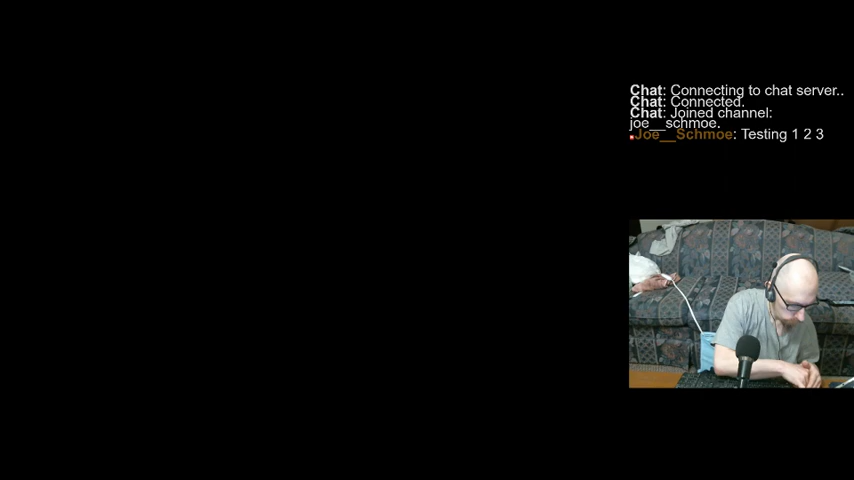 Chat: Connecting to chat server..
Chat: Connected.
Chat: Joined channel:
joe__schmoe.
Joe__Schmoe: Testing 1 2 3